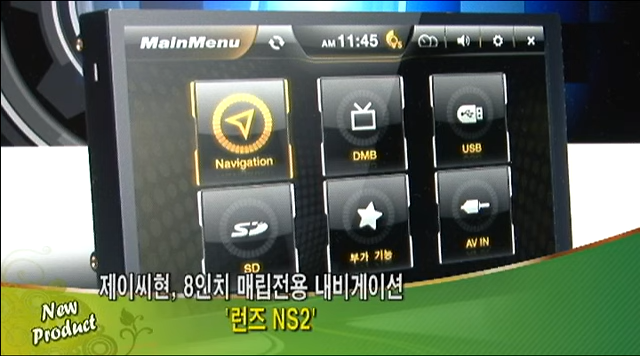 MainMenu
AM 11:45
Navigation
DMB
USB
SD
SD
부가 기능
AV IN
제이씨현, 8인치 매립전용 내비게이션
'런즈 NS2'
New
Product